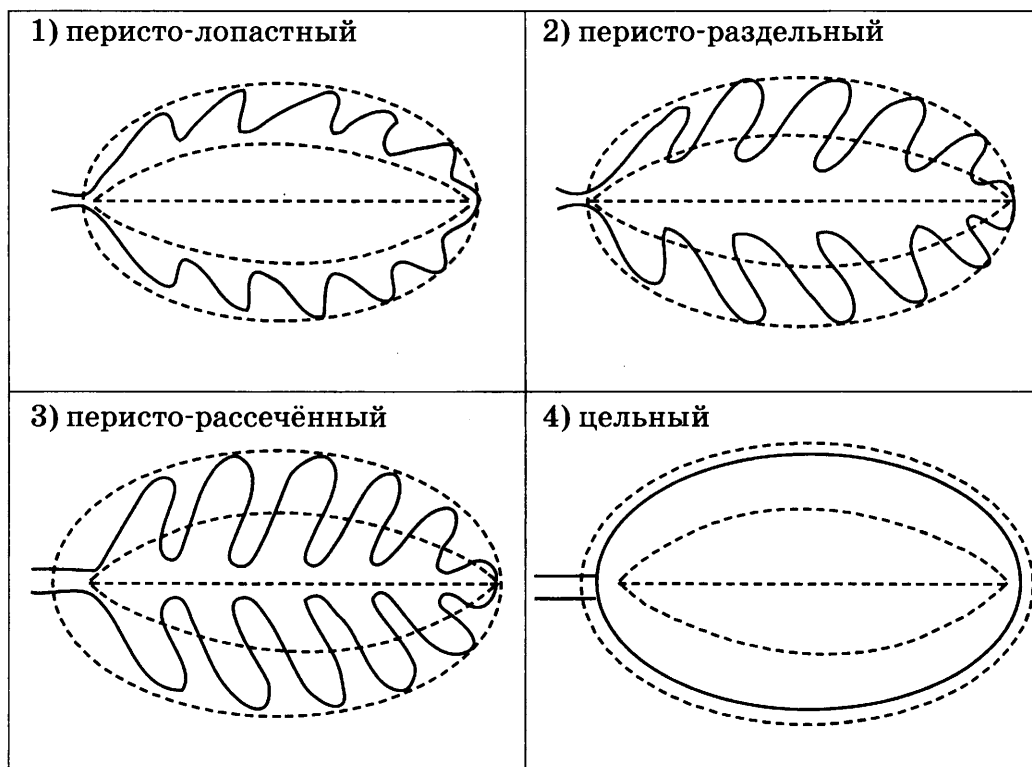 1) перисто-лопастный
2) перисто-раздельный
3) перисто-рассечённый
4) цельный